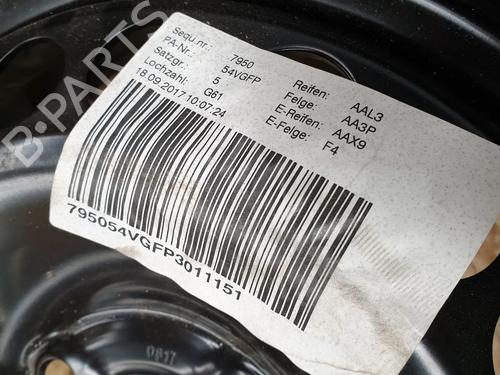 Sequ.nr.: 7950 Reifen: AAL3
PA-Nr.: 54VGFP Felge: AA3P
Satzgr.: 5 E-Reifen: AAX9
Lochzahl: G61 E-Felge: F4
18.09.2017 10:07:24
795054VGFP3011151
B-PARTS
0817